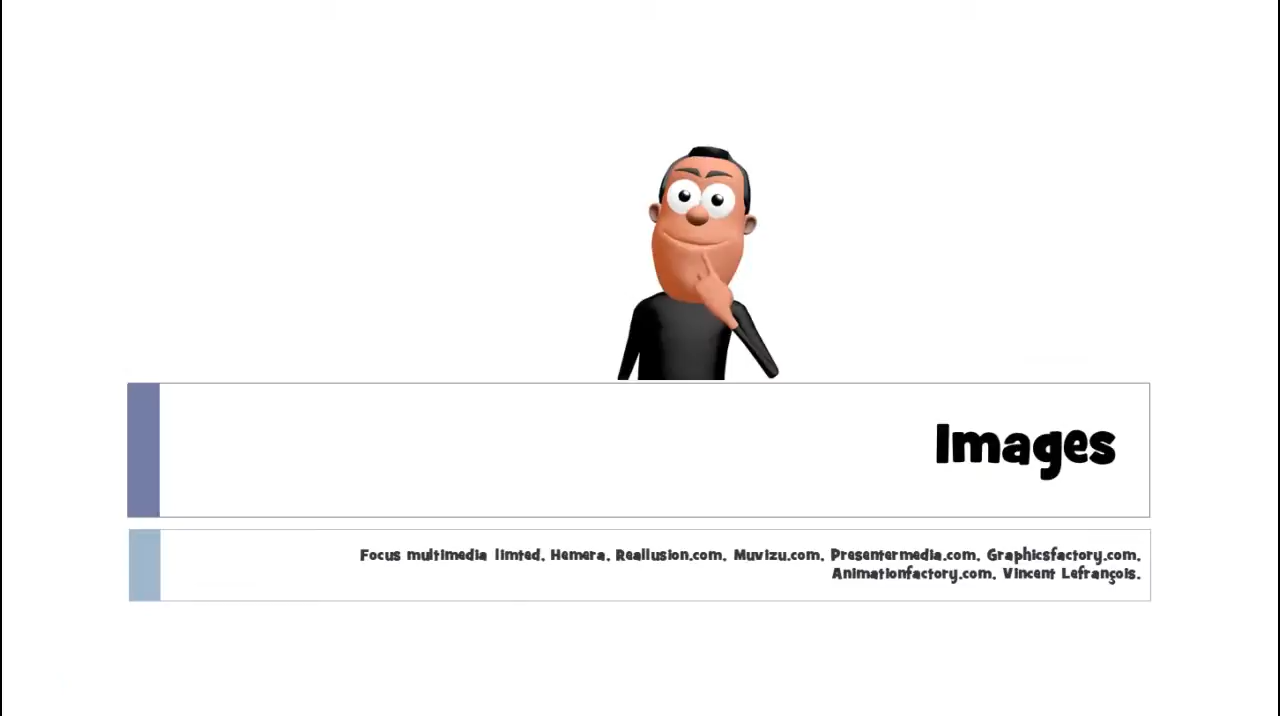 Images
Focus multimedia limted, Hemera, Reallusion.com, Muvizu.com, Presentermedia.com, Graphicsfactory.com,
Animationfactory.com, Vincent Lefrançois.